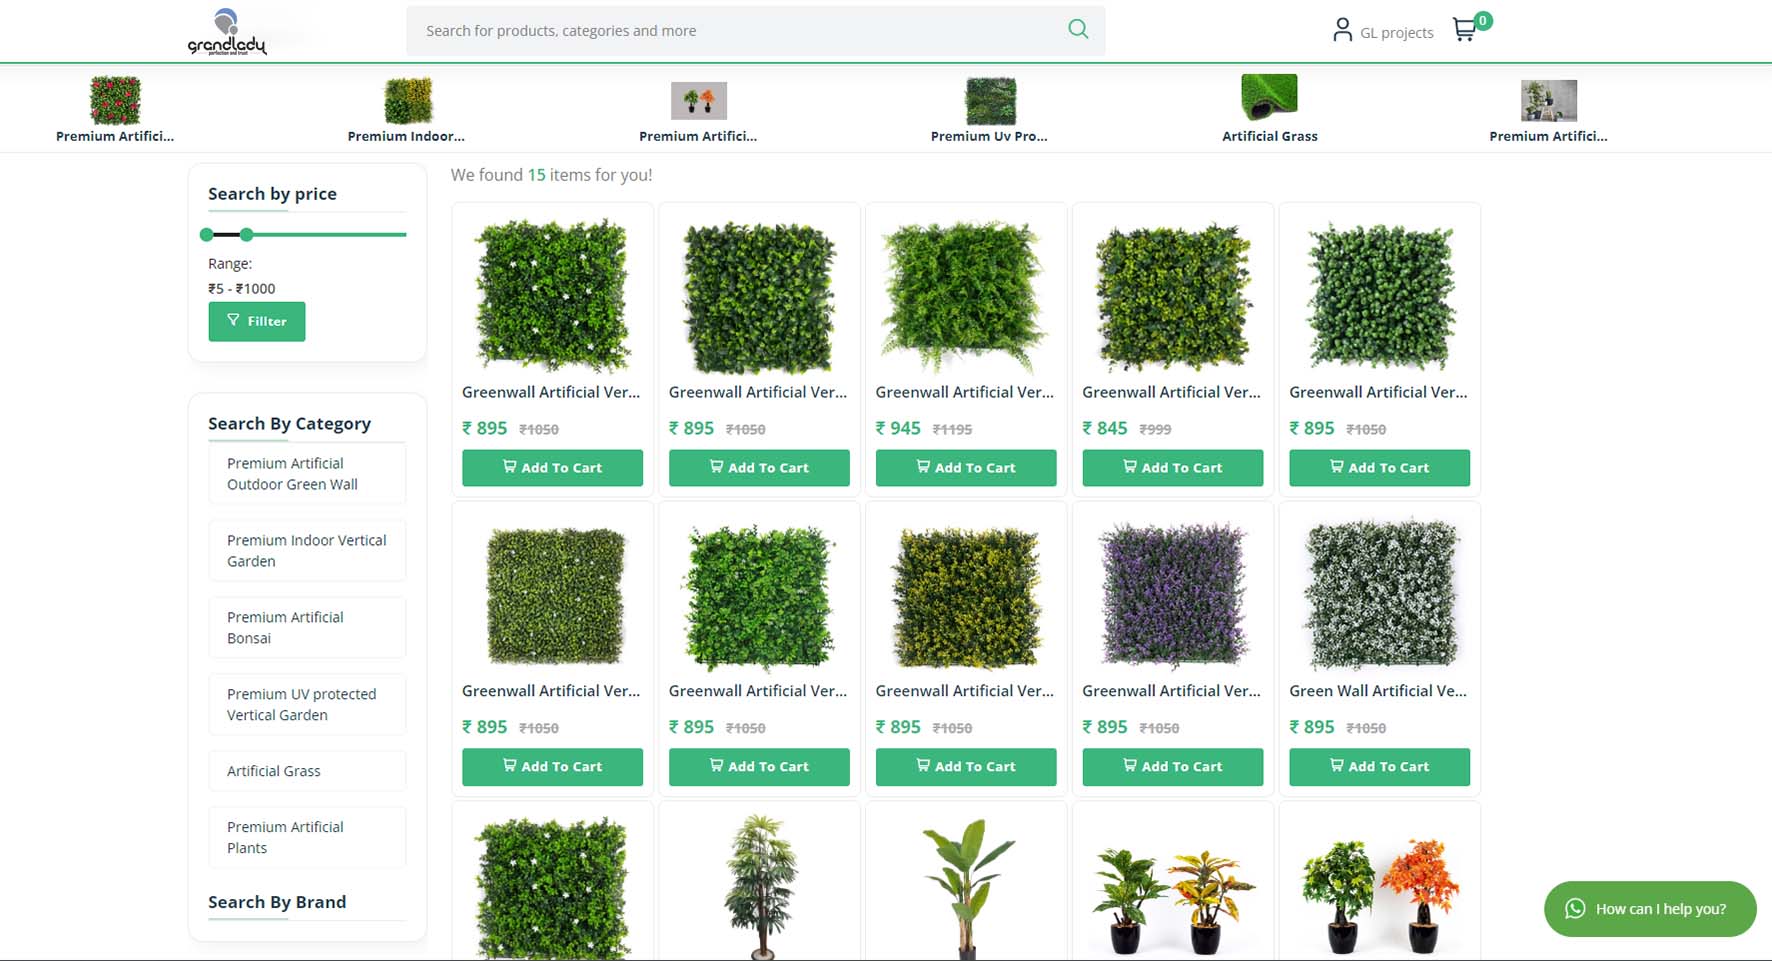 grandlady
perfection and trust
Search for products, categories and more
GL projects
0
Premium Artifici...
Premium Indoor...
Premium Artifici...
Premium Uv Pro...
Artificial Grass
Premium Artifici...
Search by price
Range:
₹5 - ₹1000
Fillter
Search By Category
Premium Artificial
Outdoor Green Wall
Premium Indoor Vertical
Garden
Premium Artificial
Bonsai
Premium UV protected
Vertical Garden
Artificial Grass
Premium Artificial
Plants
Search By Brand
We found 15 items for you!
Greenwall Artificial Ver...
₹ 895 ₹1050
Add To Cart
Greenwall Artificial Ver...
₹ 895 ₹1050
Add To Cart
Greenwall Artificial Ver...
₹ 945 ₹1195
Add To Cart
Greenwall Artificial Ver...
₹ 845 ₹999
Add To Cart
Greenwall Artificial Ver...
₹ 895 ₹1050
Add To Cart
Greenwall Artificial Ver...
₹ 895 ₹1050
Add To Cart
Greenwall Artificial Ver...
₹ 895 ₹1050
Add To Cart
Greenwall Artificial Ver...
₹ 895 ₹1050
Add To Cart
Greenwall Artificial Ver...
₹ 895 ₹1050
Add To Cart
Green Wall Artificial Ve...
₹ 895 ₹1050
Add To Cart
How can I help you?